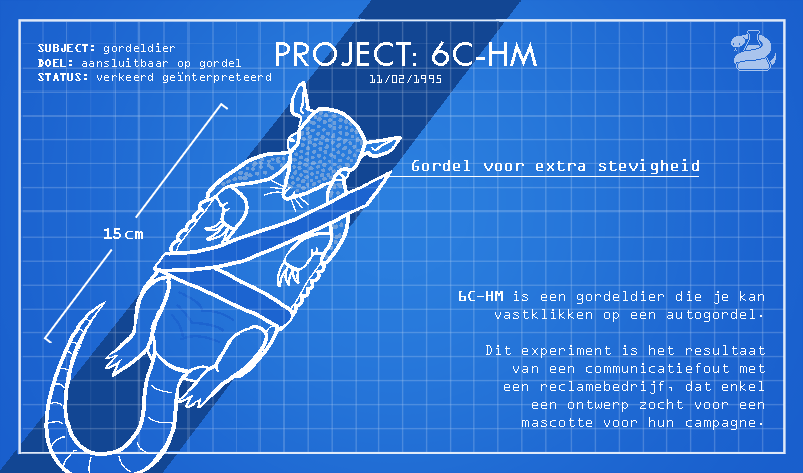 SUBJECT: gordeldier
DOEL: aansluitbaar op gordel
STATUS: verkeerd geïnterpreteerd
PROJECT: 6C-HM
11/02/1995
Gordel voor extra stevigheid
15cm
6C-HM is een gordeldier die je kan
vastklikken op een autogordel.
Dit experiment is het resultaat
van een communicatiefout met
een reclamebedrijf, dat enkel
een ontwerp zocht voor een
mascotte voor hun campagne.